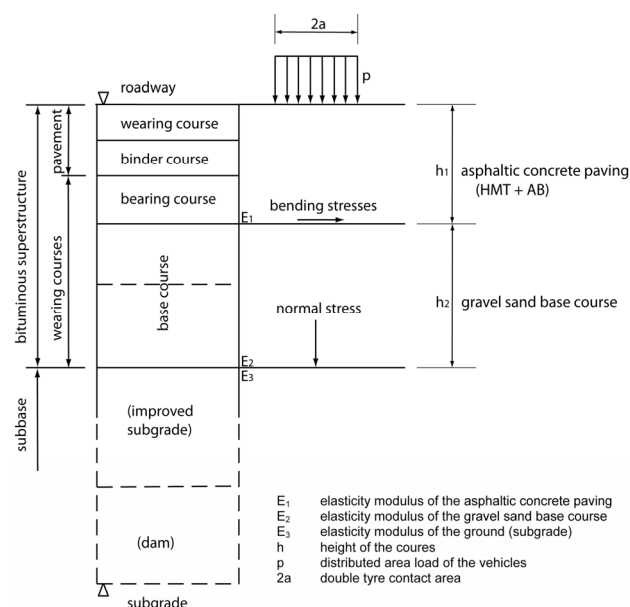 2a
p
roadway
wearing course
binder course
bearing course
pavement
bituminous superstructure
wearing courses
base course
subbase
E1
bending stresses
h1 asphaltic concrete paving
(HMT + AB)
normal stress
h2 gravel sand base course
E2
E3
(improved
subgrade)
(dam)
subgrade
E1 elasticity modulus of the asphaltic concrete paving
E2 elasticity modulus of the gravel sand base course
E3 elasticity modulus of the ground (subgrade)
h height of the coures
p distributed area load of the vehicles
2a double tyre contact area